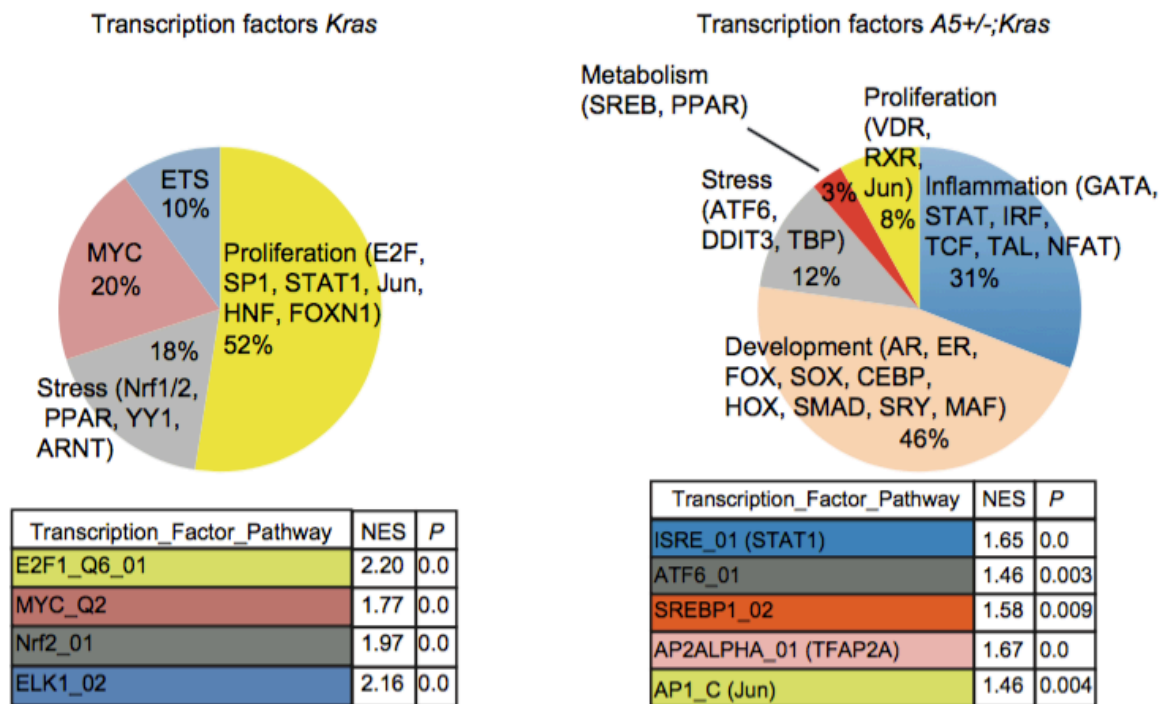 Transcription factors Kras
ETS
10%
MYC
20%
Proliferation (E2F,
SP1, STAT1, Jun,
HNF, FOXN1)
52%
18%
Stress (Nrf1/2,
PPAR, YY1,
ARNT)
Transcription_Factor_Pathway NES P
E2F1_Q6_01 2.20 0.0
MYC_Q2 1.77 0.0
Nrf2_01 1.97 0.0
ELK1_02 2.16 0.0
Transcription factors A5+/-;Kras
Metabolism
(SREB, PPAR)
3%
Proliferation
(VDR,
RXR,
Jun)
8%
Inflammation (GATA,
STAT, IRF,
TCF, TAL, NFAT)
31%
Stress
(ATF6,
DDIT3, TBP)
12%
Development (AR, ER,
FOX, SOX, CEBP,
HOX, SMAD, SRY, MAF)
46%
Transcription_Factor_Pathway NES P
ISRE_01 (STAT1) 1.65 0.0
ATF6_01 1.46 0.003
SREBP1_02 1.58 0.009
AP2ALPHA_01 (TFAP2A) 1.67 0.0
AP1_C (Jun) 1.46 0.004